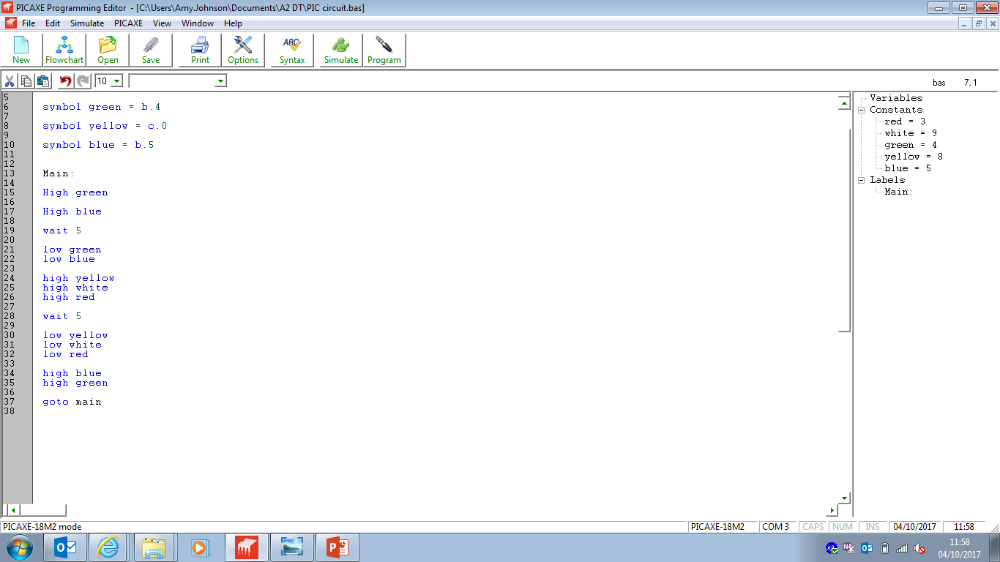 PICAXE Programming Editor - [C:\Users\AmyJohnson\Documents\A2 DT\PIC circuit.bas]
File Edit Simulate PICAXE View Window Help
New Flowchart Open Save Print Options ABC Syntax Simulate Program
10 bas 7,1
5
6 symbol green = b.4
7
8 symbol yellow = c.0
9
10 symbol blue = b.5
11
12
13 Main:
14
15 High green
16
17 High blue
18
19 wait 5
20
21 low green
22 low blue
23
24 high yellow
25 high white
26 high red
27
28 wait 5
29
30 low yellow
31 low white
32 low red
33
34 high blue
35 high green
36
37 goto main
38
Variables
Constants
red = 3
white = 9
green = 4
yellow = 8
blue = 5
Labels
Main:
PICAXE-18M2 mode PICAXE-18M2 COM 3 CAPS NUM INS 04/10/2017 11:58
11:58
04/10/2017